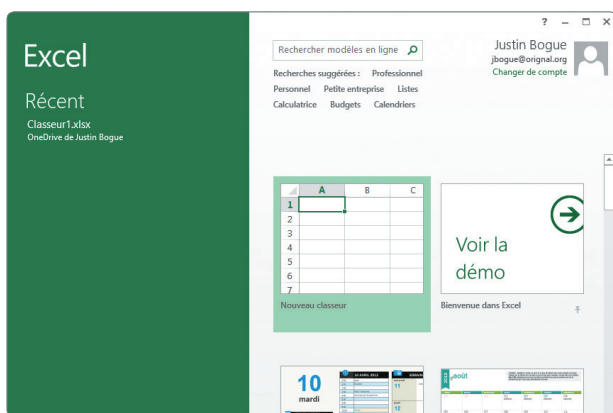 Excel
Récent
Classeur1.xlsx
OneDrive de Justin Bogue
?
Rechercher modèles en ligne
Justin Bogue
jbogue@orignal.org
Changer de compte
Recherches suggérées : Professionnel
Personnel Petite entreprise Listes
Calculatrice Budgets Calendriers
A B C
1
2
3
4
5
6
7
Nouveau classeur
Voir la
démo
Bienvenue dans Excel
10
mardi
11
12
août